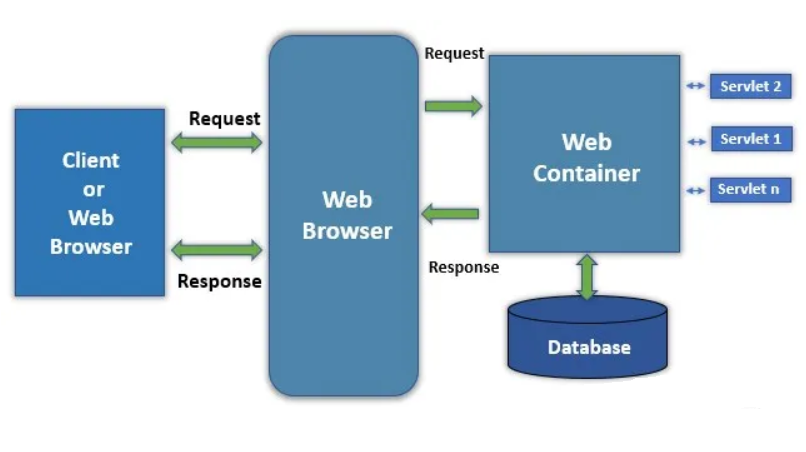 Client
or
Web
Browser
Request
Response
Web
Browser
Request
Response
Web
Container
Servlet 2
Servlet 1
Servlet n
Database